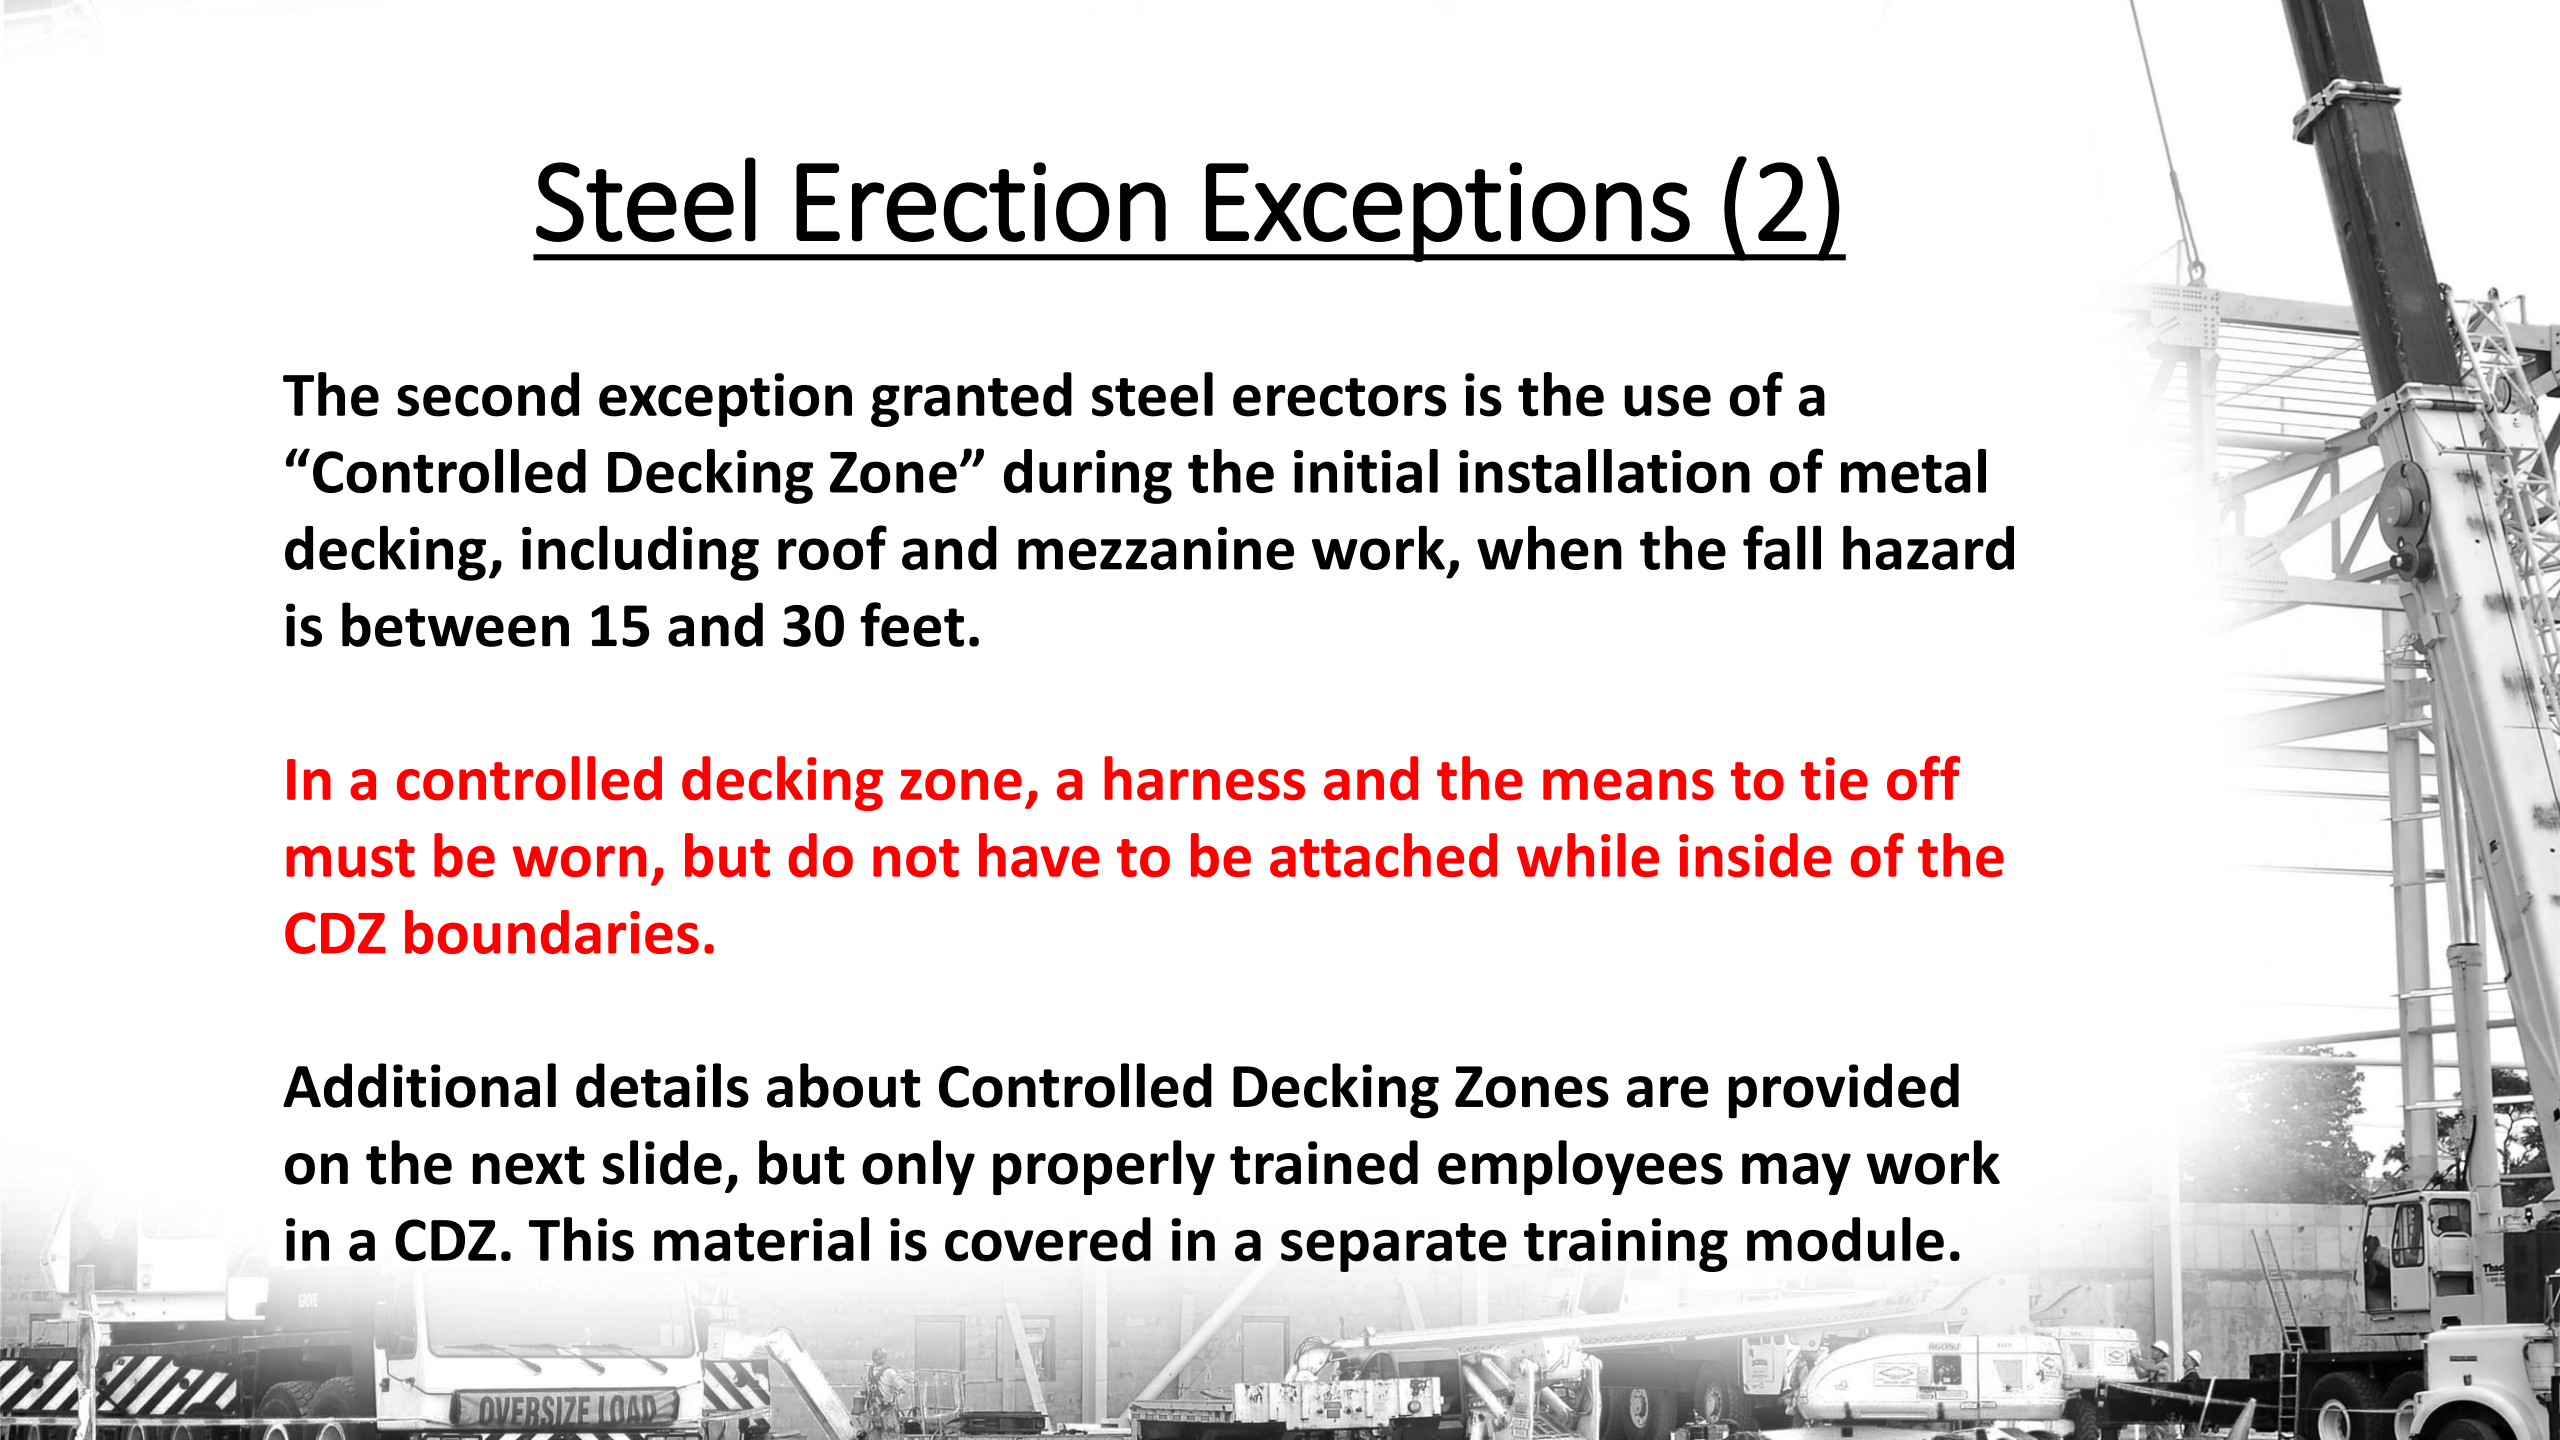 Steel Erection Exceptions (2)
The second exception granted steel erectors is the use of a
“Controlled Decking Zone” during the initial installation of metal
decking, including roof and mezzanine work, when the fall hazard
is between 15 and 30 feet.
In a controlled decking zone, a harness and the means to tie off
must be worn, but do not have to be attached while inside of the
CDZ boundaries.
Additional details about Controlled Decking Zones are provided
on the next slide, but only properly trained employees may work
in a CDZ. This material is covered in a separate training module.
GROVE
OVERSIZE LOAD